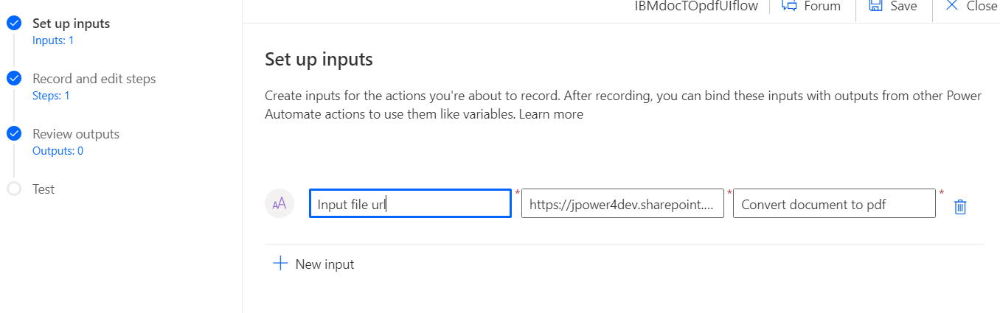 IBMdocTOpdfUIflow Forum Save Close
Set up inputs
Inputs: 1
Record and edit steps
Steps: 1
Review outputs
Outputs: 0
Test
Set up inputs
Create inputs for the actions you're about to record. After recording, you can bind these inputs with outputs from other Power
Automate actions to use them like variables. Learn more
AA Input file url * https://jpower4dev.sharepoint.... * Convert document to pdf *
New input